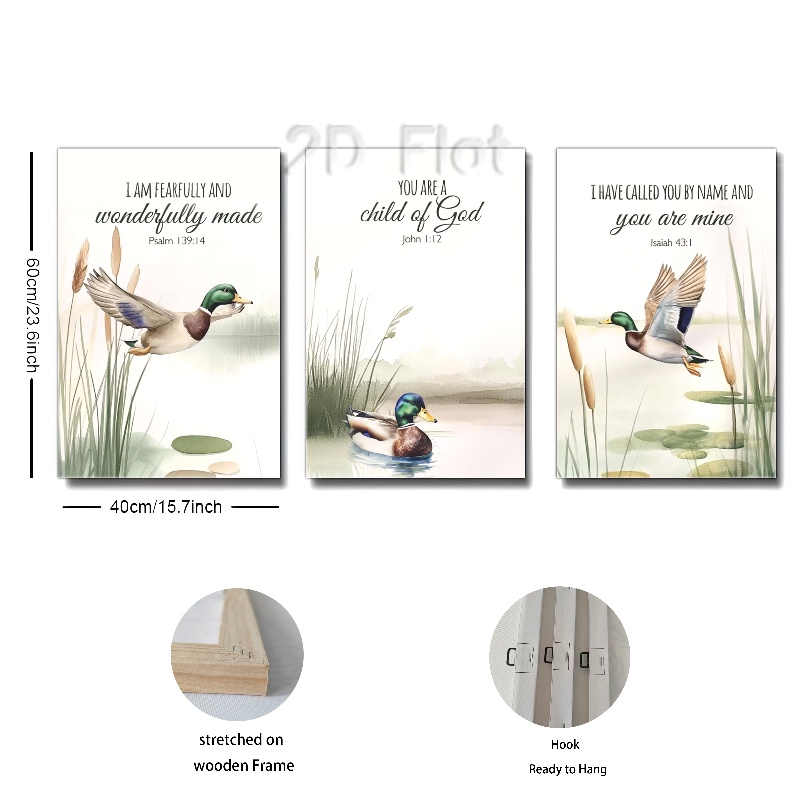 2D Flat
I AM FEARFULLY AND
wonderfully made
Psalm 139:14
YOU ARE A
child of God
John 1:12
I HAVE CALLED YOU BY NAME AND
you are mine
Isaiah 43:1
60cm/23.6inch
40cm/15.7inch
stretched on
wooden Frame
Hook
Ready to Hang